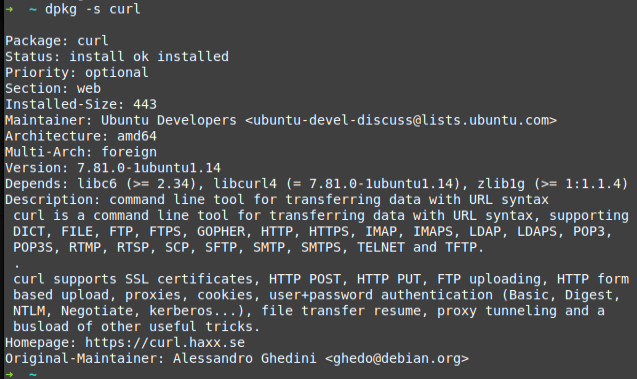 ➜  ~ dpkg -s curl
Package: curl
Status: install ok installed
Priority: optional
Section: web
Installed-Size: 443
Maintainer: Ubuntu Developers <ubuntu-devel-discuss@lists.ubuntu.com>
Architecture: amd64
Multi-Arch: foreign
Version: 7.81.0-1ubuntu1.14
Depends: libc6 (>= 2.34), libcurl4 (= 7.81.0-1ubuntu1.14), zlib1g (>= 1:1.1.4)
Description: command line tool for transferring data with URL syntax
 curl is a command line tool for transferring data with URL syntax, supporting
 DICT, FILE, FTP, FTPS, GOPHER, HTTP, HTTPS, IMAP, IMAPS, LDAP, LDAPS, POP3,
 POP3S, RTMP, RTSP, SCP, SFTP, SMTP, SMTPS, TELNET and TFTP.
 .
 curl supports SSL certificates, HTTP POST, HTTP PUT, FTP uploading, HTTP form
 based upload, proxies, cookies, user+password authentication (Basic, Digest,
 NTLM, Negotiate, kerberos...), file transfer resume, proxy tunneling and a
 busload of other useful tricks.
Homepage: https://curl.haxx.se
Original-Maintainer: Alessandro Ghedini <ghedo@debian.org>
➜  ~